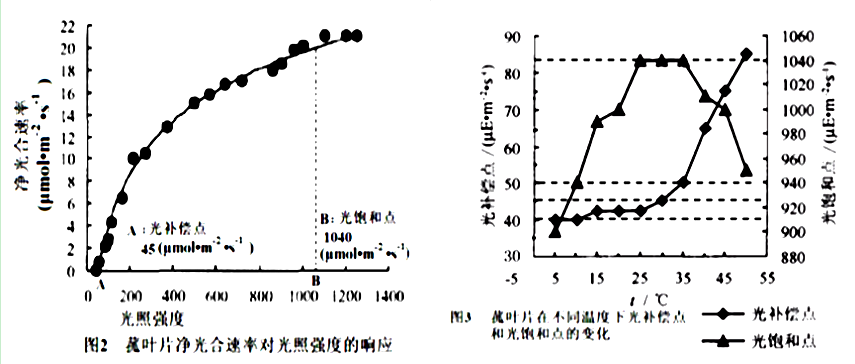 净光合速率
(μmol•m-2 •s-1)
22
20
18
16
14
12
10
8
6
4
2
0
A：光补偿点
45 (μmol•m-2 •s-1)
B：光饱和点
1040
(μmol•m-2 •s-1)
A
B
0 200 400 600 800 1000 1200 1400
光照强度
图2 菰叶片净光合速率对光照强度的响应
光补偿点 / (μE•m-2•s-1)
90
80
70
60
50
40
30
1060
1040
1020
1000
980
960
940
920
900
880
光饱和点 / (μE•m-2•s-1)
-5 5 15 25 35 45 55
t / ℃
图3 菰叶片在不同温度下光补偿点
和光饱和点的变化
光补偿点
光饱和点